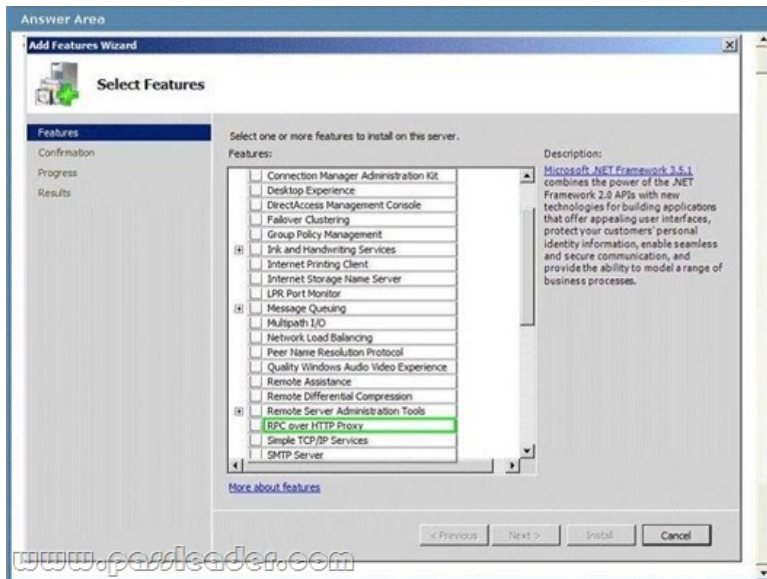 Answer Area
Add Features Wizard
Select Features
Features
Confirmation
Progress
Results
Select one or more features to install on this server.
Features:
Connection Manager Administration Kit
Desktop Experience
DirectAccess Management Console
Failover Clustering
Group Policy Management
Ink and Handwriting Services
Internet Printing Client
Internet Storage Name Server
LPR Port Monitor
Message Queuing
Multipath I/O
Network Load Balancing
Peer Name Resolution Protocol
Quality Windows Audio Video Experience
Remote Assistance
Remote Differential Compression
Remote Server Administration Tools
RPC over HTTP Proxy
Simple TCP/IP Services
SMTP Server
Description:
Microsoft .NET Framework 3.5.1
combines the power of the .NET
Framework 2.0 APIs with new
technologies for building applications
that offer appealing user interfaces,
protect your customers' personal
identity information, enable seamless
and secure communication, and
provide the ability to model a range of
business processes.
More about features
< Previous
Next >
Install
Cancel
www.passleader.com